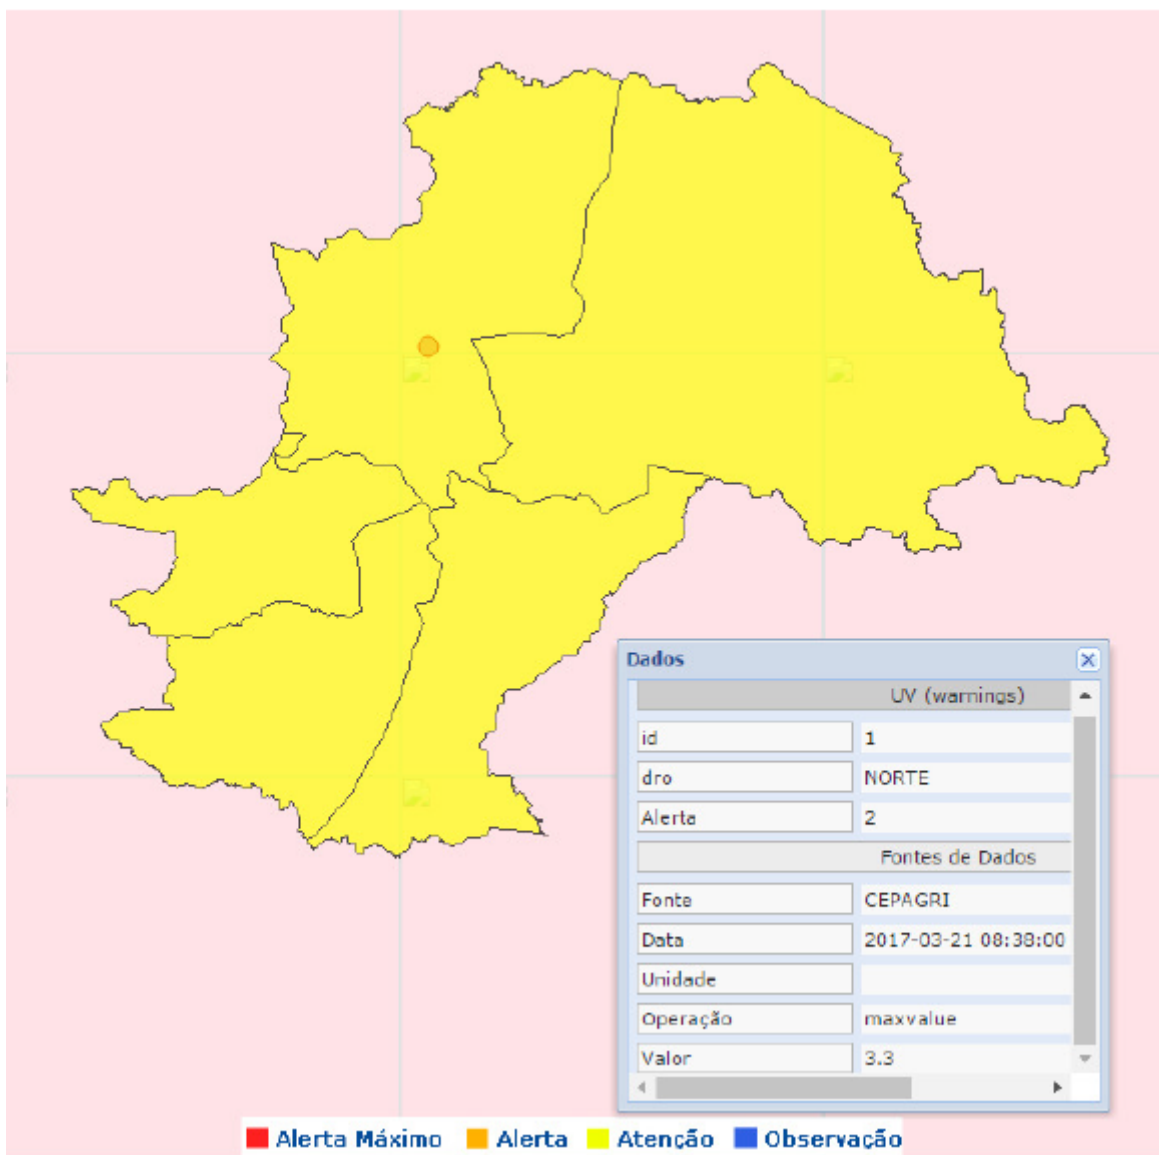 Dados
UV (warnings)
id 1
dro NORTE
Alerta 2
Fontes de Dados
Fonte CEPAGRI
Data 2017-03-21 08:38:00
Unidade
Operação maxvalue
Valor 3.3
Alerta Máximo Alerta Atenção Observação